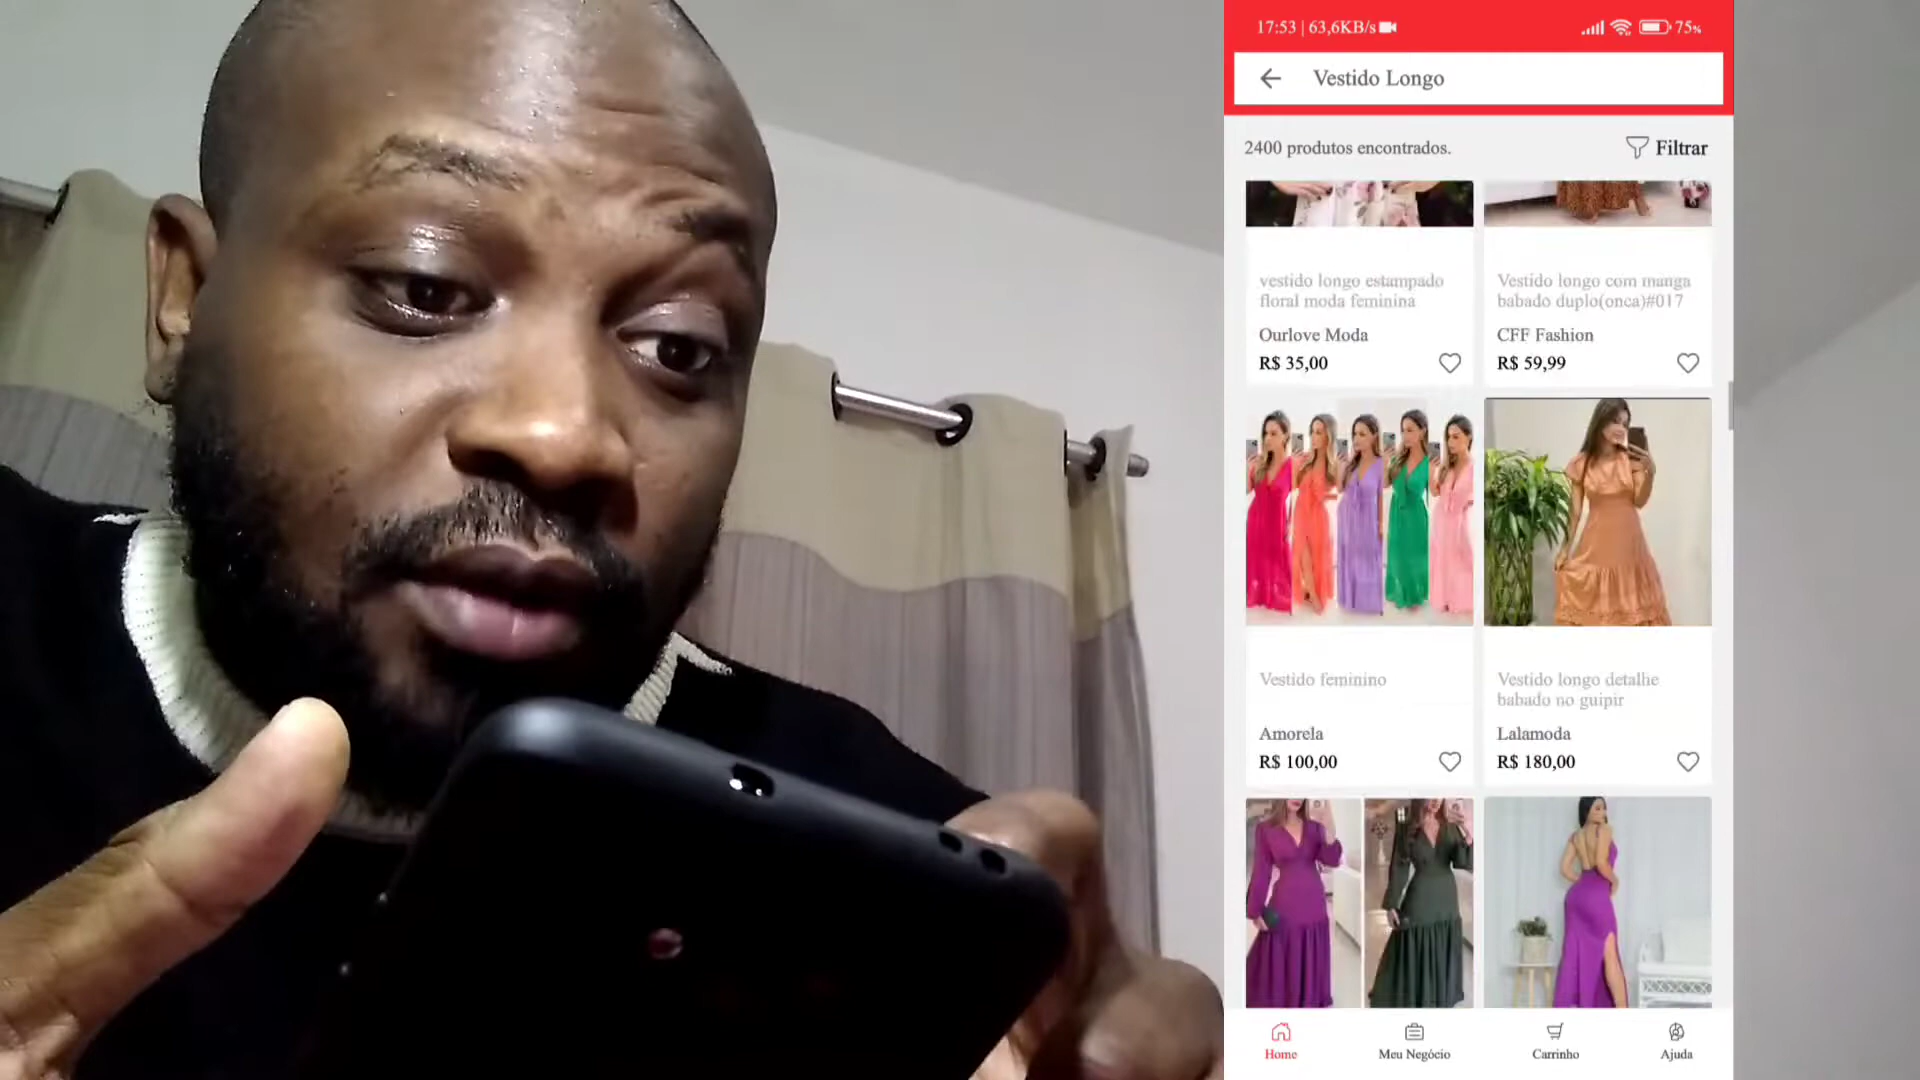 17:53 | 63,6KB/s
75%
Vestido Longo
2400 produtos encontrados.
Filtrar
vestido longo estampado
floral moda feminina
Ourlove Moda
R$ 35,00
Vestido longo com manga
babado duplo(onca)#017
CFF Fashion
R$ 59,99
Vestido feminino
Amorela
R$ 100,00
Vestido longo detalhe
babado no guipir
Lalamoda
R$ 180,00
Home
Meu Negócio
Carrinho
Ajuda